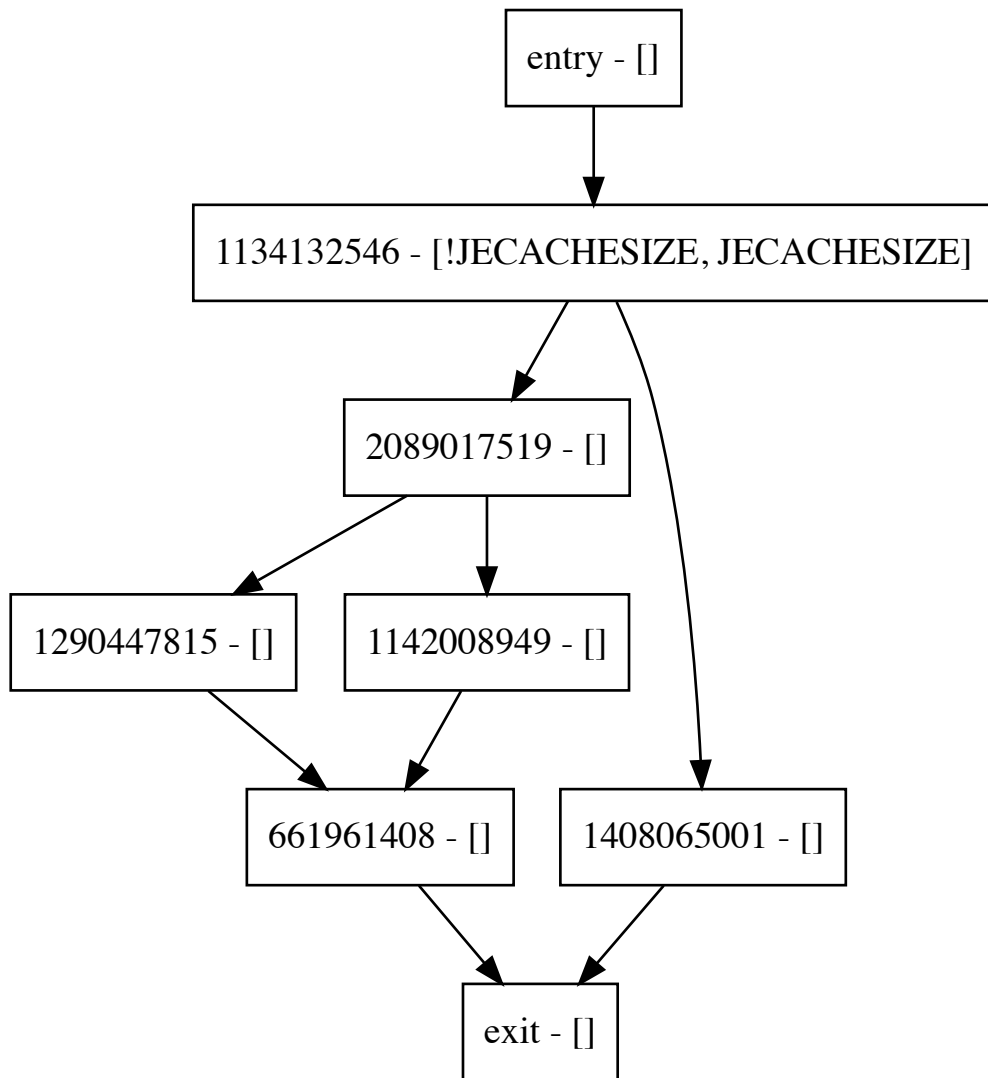 entry - []
1134132546 - [!JECACHESIZE, JECACHESIZE]
2089017519 - []
1290447815 - []
1142008949 - []
661961408 - []
1408065001 - []
exit - []